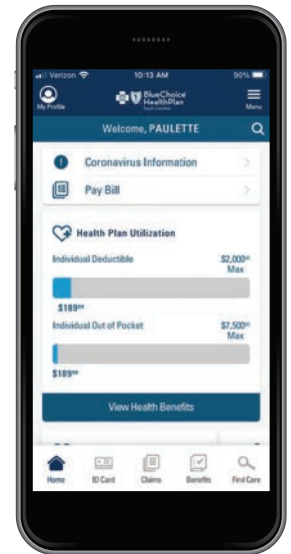 Verizon 10:13 AM 90%
My Profile BlueChoice HealthPlan Menu
South Carolina
Welcome, PAULETTE
Coronavirus Information
Pay Bill
Health Plan Utilization
Individual Deductible $2,000
Max
$189
Individual Out of Pocket $7,500
Max
$189
View Health Benefits
Home ID Card Claims Benefits Find Care